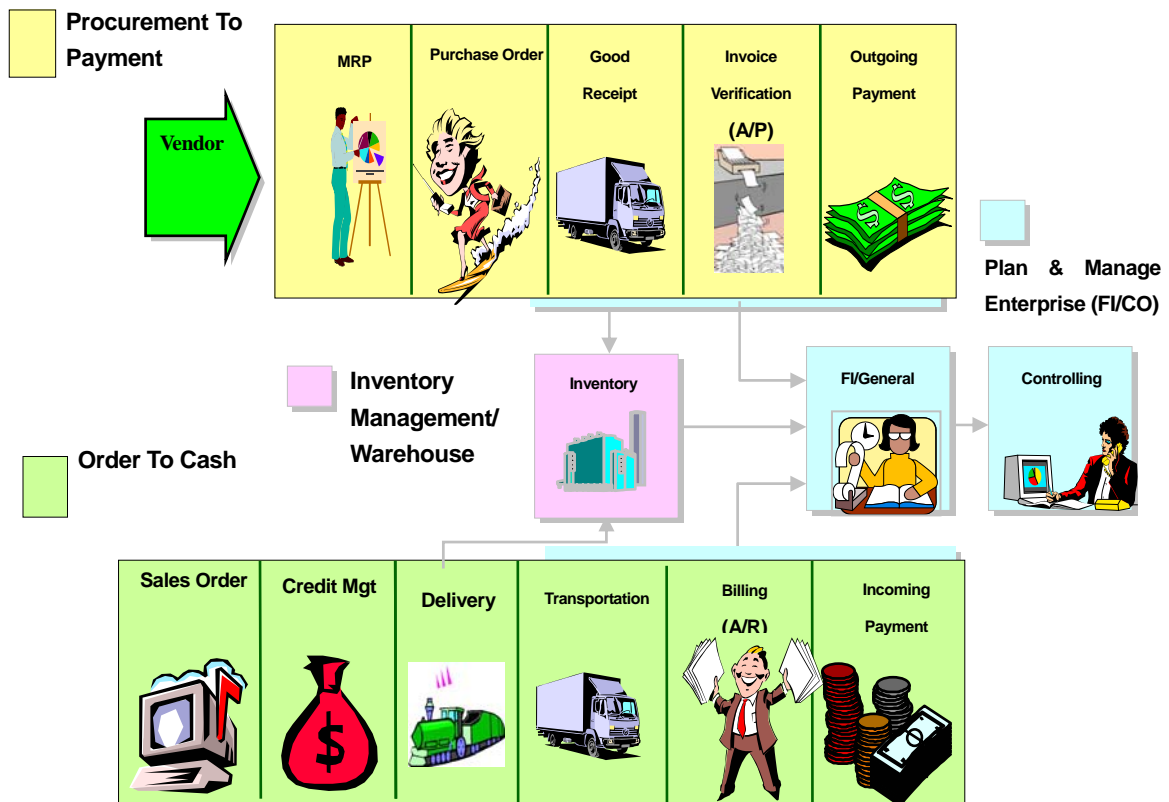 Procurement To
Payment
MRP
Purchase Order
Good
Receipt
Invoice
Verification
(A/P)
Outgoing
Payment
Vendor
$
$
Plan & Manage
Enterprise (FI/CO)
Inventory
Management/
Warehouse
Inventory
FI/General
Controlling
Order To Cash
Sales Order
Credit Mgt
Delivery
Transportation
Billing
(A/R)
Incoming
Payment
$